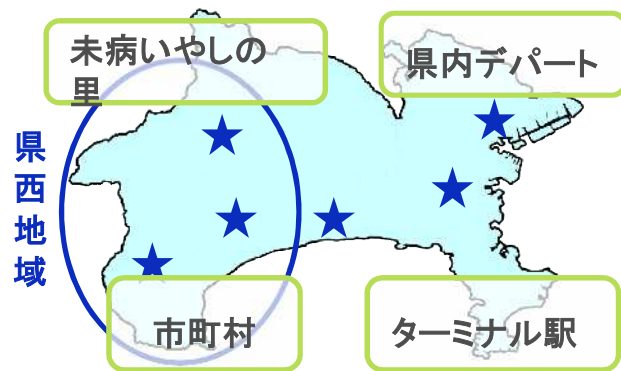 未病いやしの
里
県内デパート
県西地域
市町村
ターミナル駅